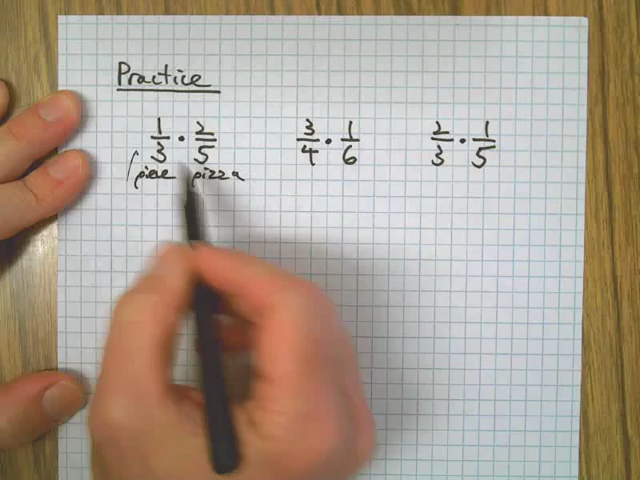 Practice
1/3 · 2/5 3/4 · 1/6 2/3 · 1/5
piece pizza